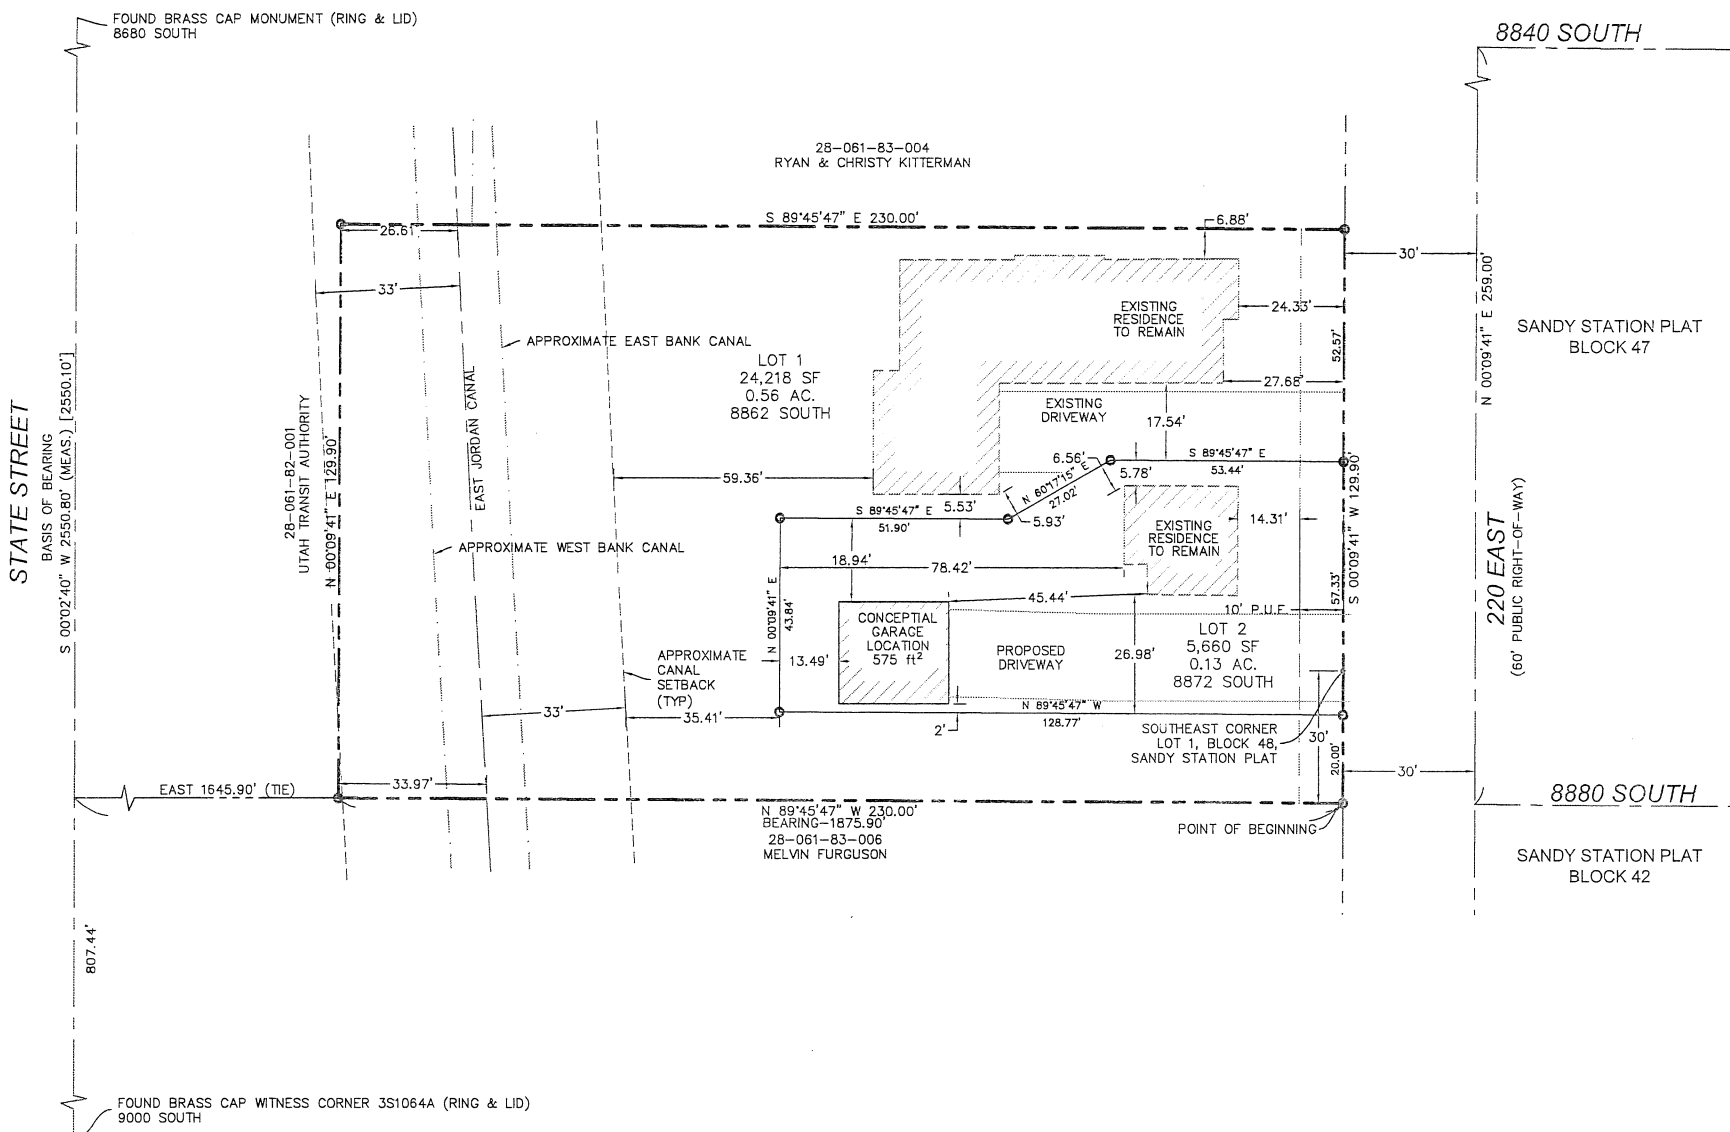 FOUND BRASS CAP MONUMENT (RING & LID)
8680 SOUTH
8840 SOUTH
28-061-83-004
RYAN & CHRISTY KITTERMAN
S 89°45'47" E 230.00'
6.88'
26.61'
30'
33'
24.33'
EXISTING
RESIDENCE
TO REMAIN
52.57'
N 00°09'41" E 259.00'
SANDY STATION PLAT
BLOCK 47
APPROXIMATE EAST BANK CANAL
LOT 1
24,218 SF
0.56 AC.
8862 SOUTH
27.68'
EXISTING
DRIVEWAY
17.54'
STATE STREET
BASIS OF BEARING
S 00°02'40" W 2550.80' (MEAS.) [2550.10']
28-061-82-001
UTAH TRANSIT AUTHORITY
N 00°09'41" E 129.90'
EAST JORDAN CANAL
59.36'
6.56'
S 89°45'47" E
53.44'
5.78'
N 60°17'15" E
27.02'
5.53'
5.93'
S 89°45'47" E
51.90'
14.31'
EXISTING
RESIDENCE
TO REMAIN
S 00°09'41" W 129.90'
220 EAST
(60' PUBLIC RIGHT-OF-WAY)
APPROXIMATE WEST BANK CANAL
18.94'
78.42'
45.44'
57.33'
N 00°09'41" E
43.84'
10' P.U.E.
CONCEPTIAL
GARAGE
LOCATION
575 ft²
LOT 2
5,660 SF
0.13 AC.
8872 SOUTH
PROPOSED
DRIVEWAY
26.98'
13.49'
APPROXIMATE
CANAL
SETBACK
(TYP)
33'
35.41'
N 89°45'47" W
128.77'
2'
SOUTHEAST CORNER
LOT 1, BLOCK 48,
SANDY STATION PLAT
30'
20.00'
30'
33.97'
EAST 1645.90' (TIE)
8880 SOUTH
N 89°45'47" W 230.00'
BEARING-1875.90'
28-061-83-006
MELVIN FURGUSON
POINT OF BEGINNING
SANDY STATION PLAT
BLOCK 42
807.44'
FOUND BRASS CAP WITNESS CORNER 3S1064A (RING & LID)
9000 SOUTH